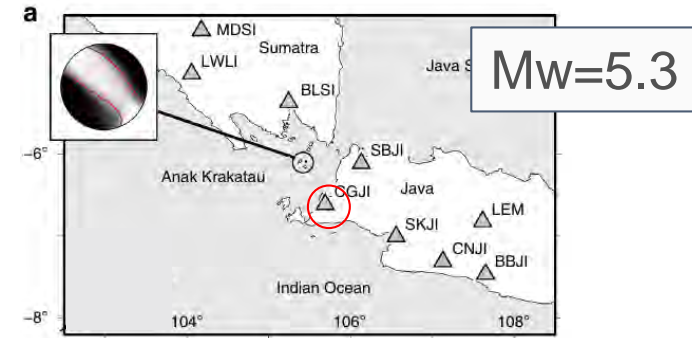 a
MDSI
Sumatra
LWLI
BLSI
Java S
Mw=5.3
-6°
SBJI
Anak Krakatau
CGJI
Java
LEM
SKJI
CNJI
BBJI
Indian Ocean
-8°
104°
106°
108°